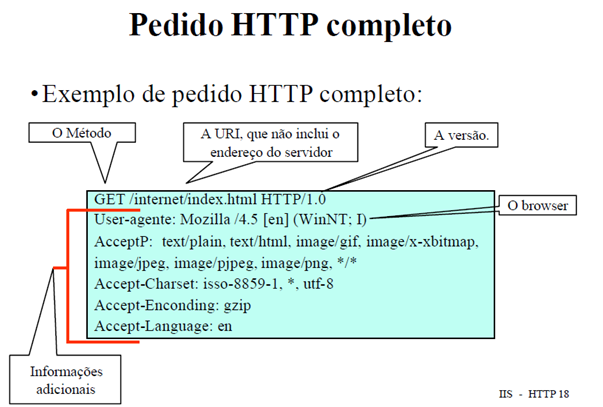 Pedido HTTP completo
•Exemplo de pedido HTTP completo:
O Método
A URI, que não inclui o
endereço do servidor
A versão.
GET /internet/index.html HTTP/1.0
User-agente: Mozilla /4.5 [en] (WinNT; I)
O browser
AcceptP: text/plain, text/html, image/gif, image/x-xbitmap,
image/jpeg, image/pjpeg, image/png, */*
Accept-Charset: isso-8859-1, *, utf-8
Accept-Enconding: gzip
Accept-Language: en
Informações
adicionais
IIS - HTTP 18